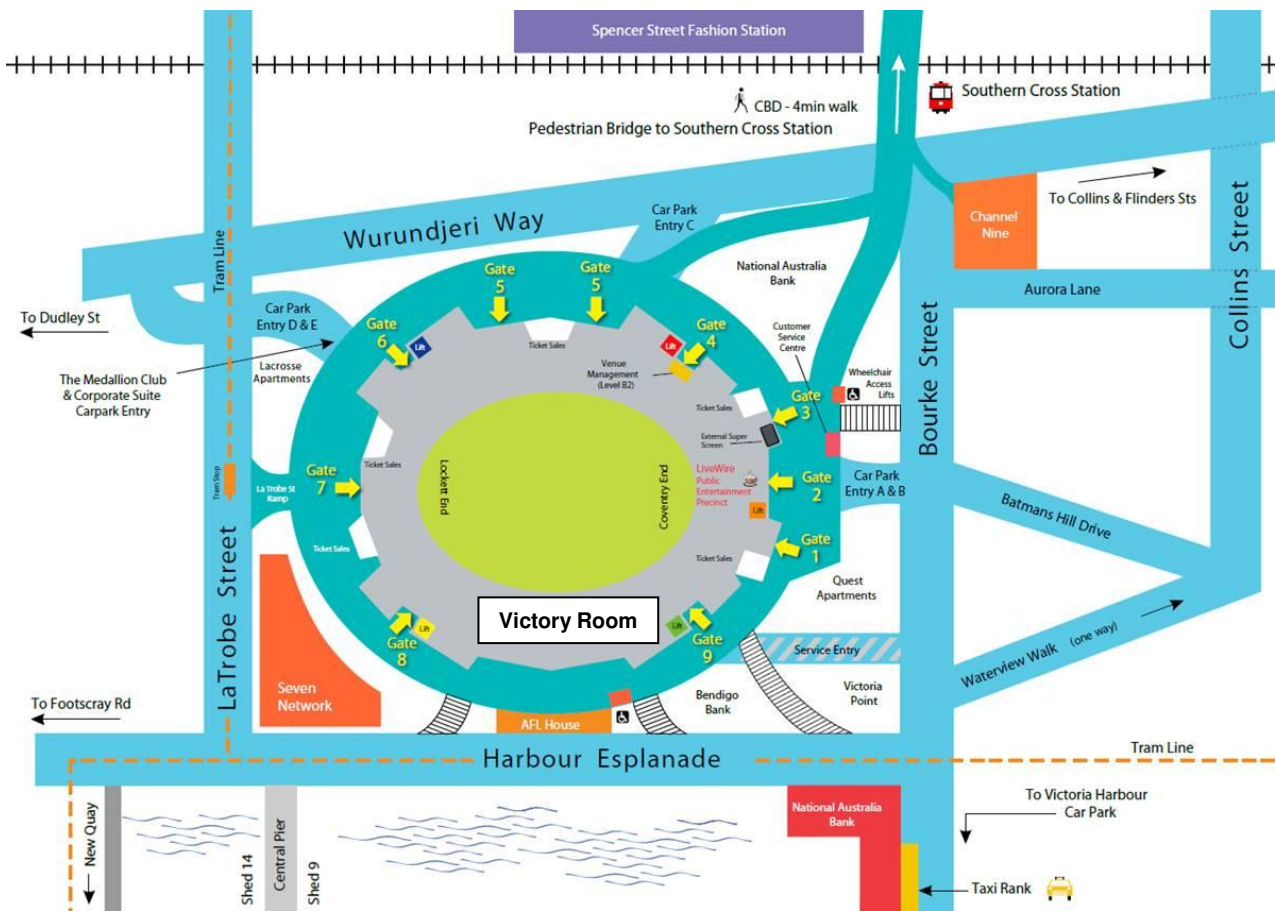 Spencer Street Fashion Station
CBD - 4min walk
Pedestrian Bridge to Southern Cross Station
Southern Cross Station
To Collins & Flinders Sts
Channel
Nine
Collins Street
Aurora Lane
Wurundjeri Way
Tram Line
Car Park
Entry C
National Australia
Bank
To Dudley St
Car Park
Entry D & E
Lacrosse
Apartments
The Medallion Club
& Corporate Suite
Carpark Entry
Gate
5
Gate
5
Gate
6
Lift
Ticket Sales
Lift
Gate
4
Venue
Management
(Level B2)
Customer
Service
Centre
Wheelchair
Access
Lifts
Bourke Street
Ticket Sales
Gate
3
External Super
Screen
Ticket Sales
Gate
7
La Trobe St
Ramp
Tram Stop
Lockett End
Coventry End
LiveWire
Public
Entertainment
Precinct
Gate
2
Car Park
Entry A & B
Lift
Gate
1
Ticket Sales
Ticket Sales
Batmans Hill Drive
Quest
Apartments
LaTrobe Street
Victory Room
Gate
8
Lift
Lift
Gate
9
Service Entry
Waterview Walk (one way)
Seven
Network
Bendigo
Bank
Victoria
Point
To Footscray Rd
AFL House
Harbour Esplanade
Tram Line
New Quay
Shed 14
Central Pier
Shed 9
National Australia
Bank
To Victoria Harbour
Car Park
Taxi Rank